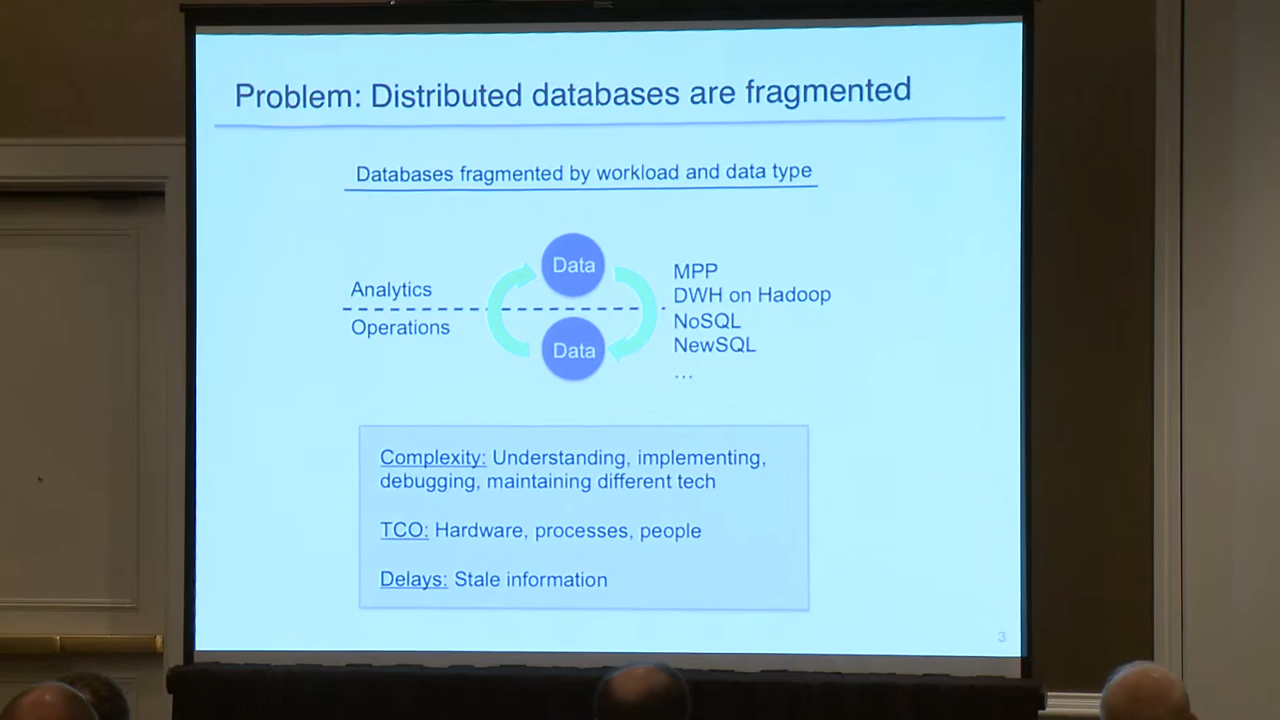 Problem: Distributed databases are fragmented
Databases fragmented by workload and data type
Analytics
Operations
Data
Data
MPP
DWH on Hadoop
NoSQL
NewSQL
...
Complexity: Understanding, implementing,
debugging, maintaining different tech
TCO: Hardware, processes, people
Delays: Stale information
3